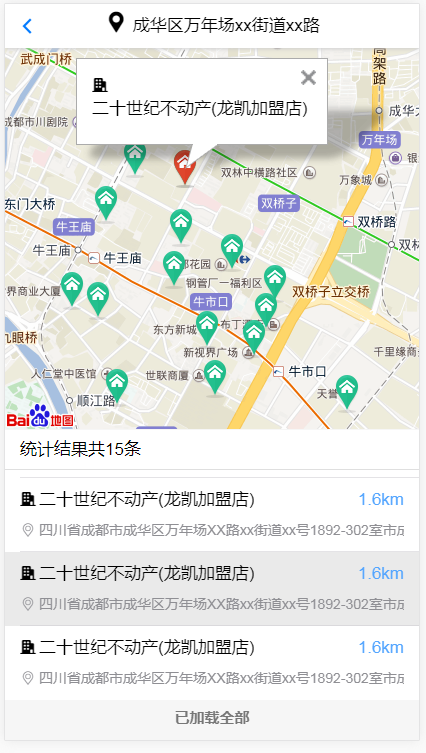 成华区万年场xx街道xx路
武成门桥
高架路
二十世纪不动产(龙凯加盟店)
成都市川剧院
成华大
万年场
双林中横路社区
万象城
东门大桥
双桥子
双桥路
牛王庙
牛王庙
牛王庙
双
都花园
钢管厂一福利区
界商业大厦
牛市口
双桥子立交桥
东方新城
布丁酒
九眼桥
新视界广场
千里缘商
牛市口
人仁堂中医馆
世联商厦
天誉
顺江路
Baidu地图
统计结果共15条
二十世纪不动产(龙凯加盟店) 1.6km
四川省成都市成华区万年场XX路xx街道xx号1892-302室市成
二十世纪不动产(龙凯加盟店) 1.6km
四川省成都市成华区万年场XX路xx街道xx号1892-302室市成
二十世纪不动产(龙凯加盟店) 1.6km
四川省成都市成华区万年场XX路xx街道xx号1892-302室市成
已加载全部